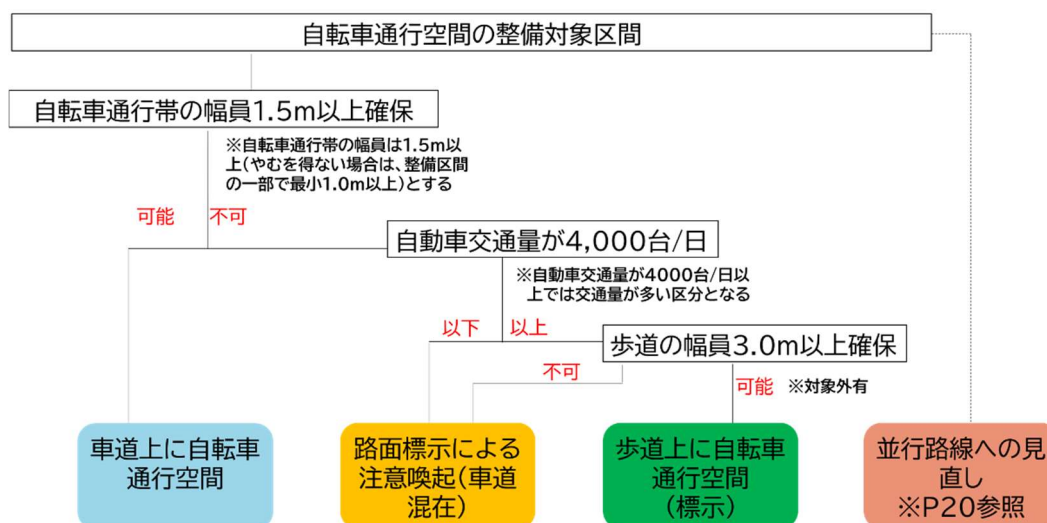 自転車通行空間の整備対象区間
自転車通行帯の幅員1.5m以上確保
※自転車通行帯の幅員は1.5m以
上(やむを得ない場合は、整備区間
の一部で最小1.0m以上)とする
可能
不可
自動車交通量が4,000台/日
※自動車交通量が4000台/日以
上では交通量が多い区分となる
以下
以上
歩道の幅員3.0m以上確保
不可
可能
※対象外有
車道上に自転車
通行空間
路面標示による
注意喚起(車道
混在)
歩道上に自転車
通行空間
(標示)
並行路線への見
直し
※P20参照